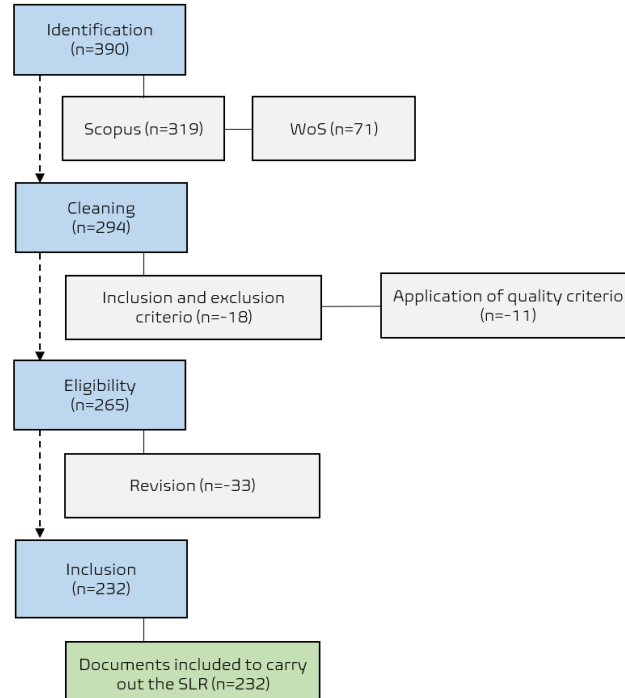 Identification
(n=390)
Scopus (n=319)
WoS (n=71)
Cleaning
(n=294)
Inclusion and exclusion
criterio (n=-18)
Application of quality criterio
(n=-11)
Eligibility
(n=265)
Revision (n=-33)
Inclusion
(n=232)
Documents included to carry
out the SLR (n=232)